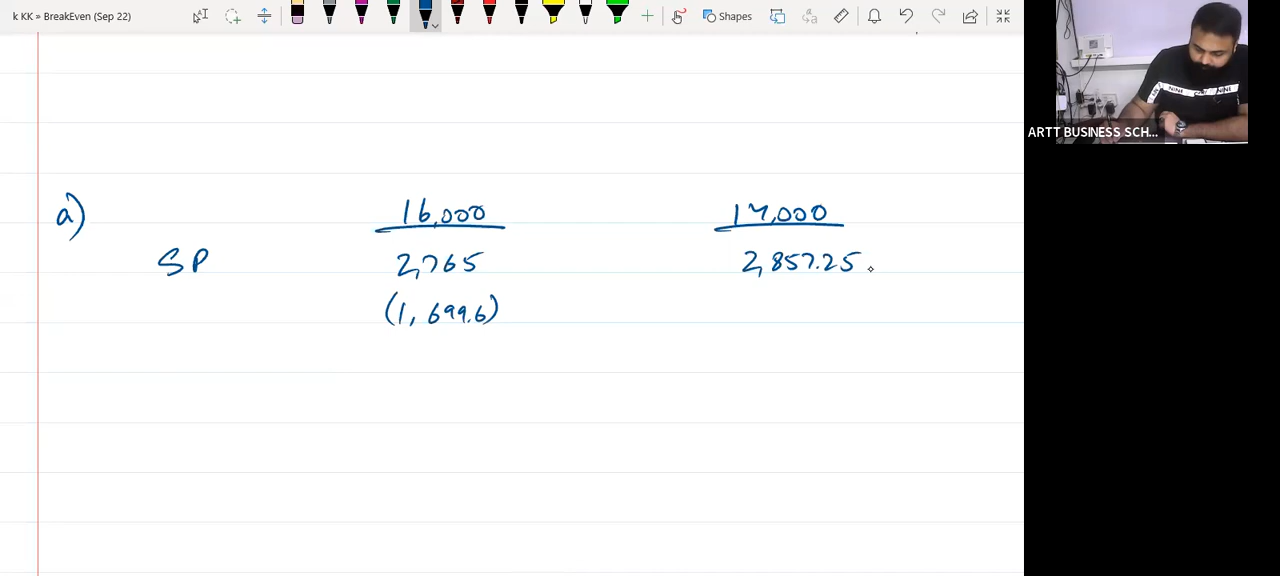 k KK » BreakEven (Sep 22)
Shapes
ARTT BUSINESS SCH...
a) 16,000 14,000
SP 2,765 2,857.25
(1,699.6)